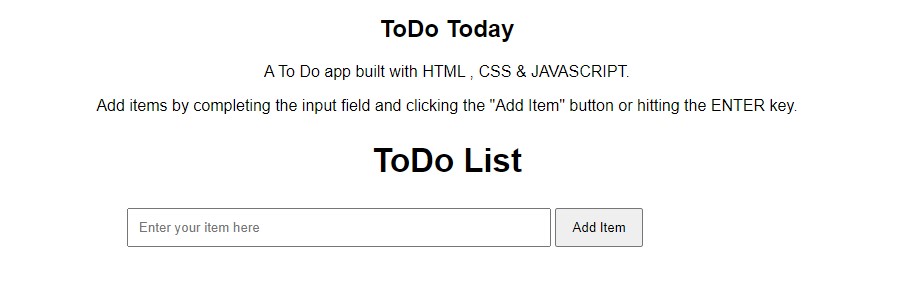 ToDo Today
A To Do app built with HTML , CSS & JAVASCRIPT.
Add items by completing the input field and clicking the "Add Item" button or hitting the ENTER key.
ToDo List
Enter your item here Add Item